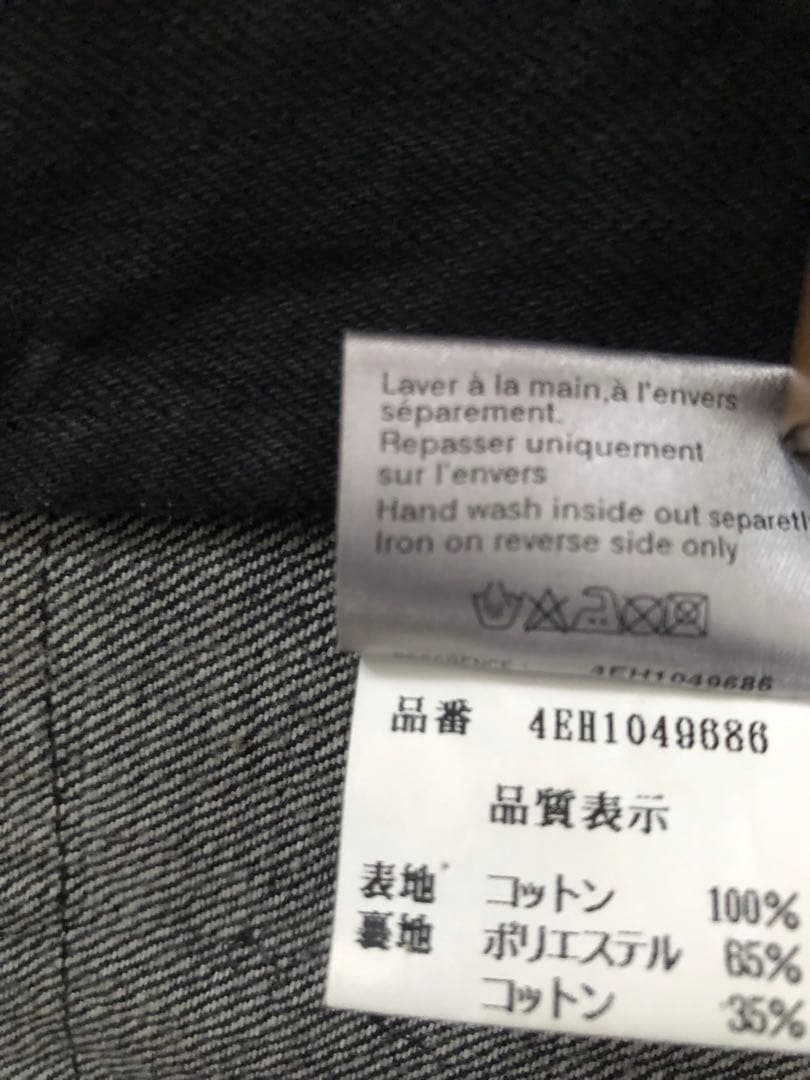 Laver à la main,à l'envers
séparément.
Repasser uniquement
sur l'envers
Hand wash inside out separetl
Iron on reverse side only
4EH1049686
品番 4EH1049686
品質表示
表地 コットン 100%
裏地 ポリエステル 65%
コットン 35%